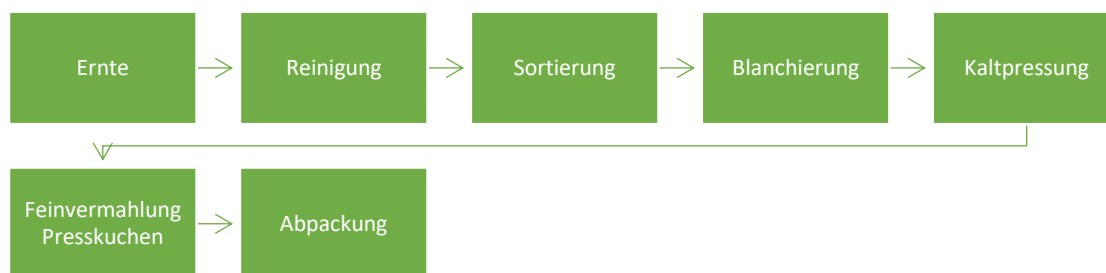 Ernte
Reinigung
Sortierung
Blanchierung
Kaltpressung
Feinvermahlung
Presskuchen
Abpackung